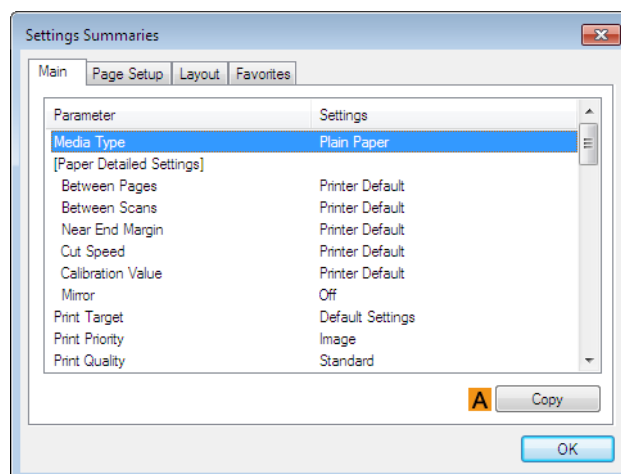 Settings Summaries
Main Page Setup Layout Favorites
Parameter Settings
Media Type Plain Paper
[Paper Detailed Settings]
Between Pages Printer Default
Between Scans Printer Default
Near End Margin Printer Default
Cut Speed Printer Default
Calibration Value Printer Default
Mirror Off
Print Target Default Settings
Print Priority Image
Print Quality Standard
A Copy
OK